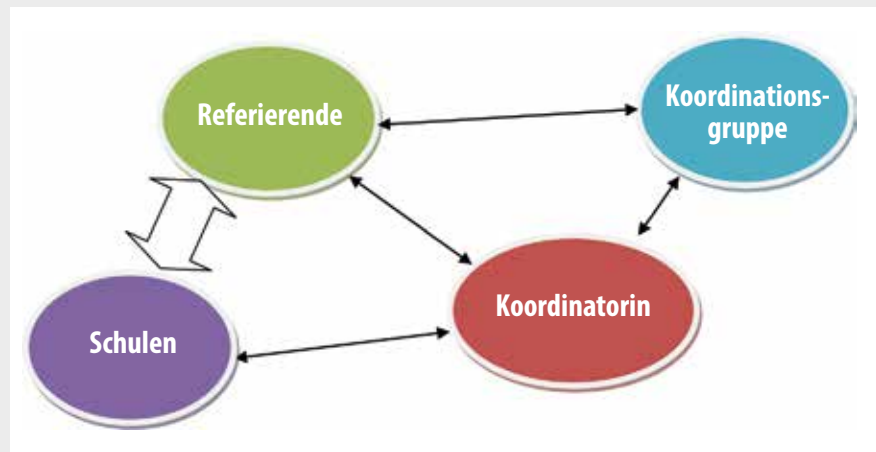 Referierende
Koordinations-
gruppe
Koordinatorin
Schulen